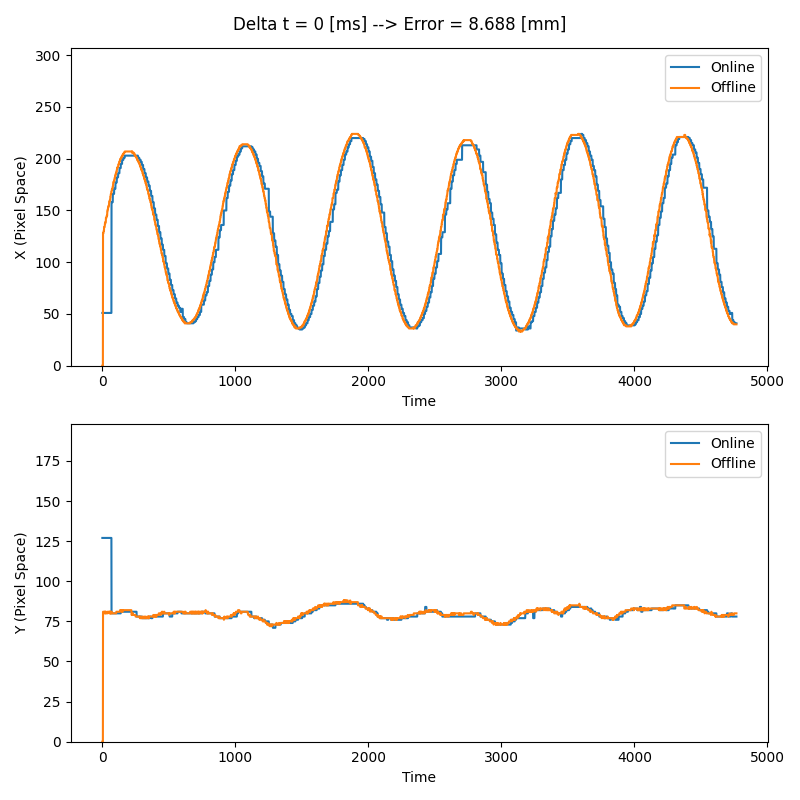 Delta t = 0 [ms] --> Error = 8.688 [mm]
300
250
200
150
100
50
0
X (Pixel Space)
Online
Offline
0 1000 2000 3000 4000 5000
Time
175
150
125
100
75
50
25
0
Y (Pixel Space)
Online
Offline
0 1000 2000 3000 4000 5000
Time